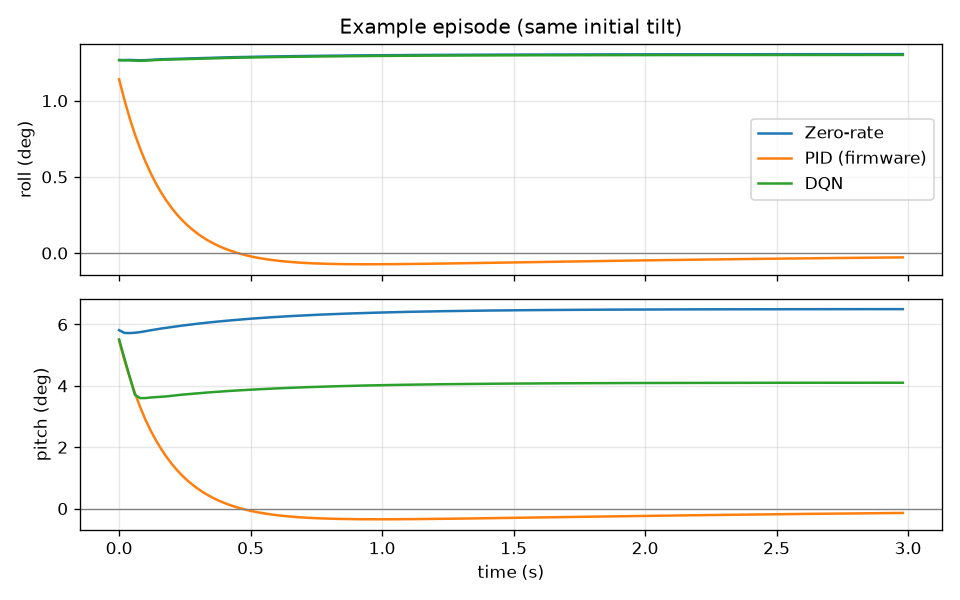 Example episode (same initial tilt)
1.0
0.5
0.0
roll (deg)
Zero-rate
PID (firmware)
DQN
6
4
2
0
pitch (deg)
0.0 0.5 1.0 1.5 2.0 2.5 3.0
time (s)